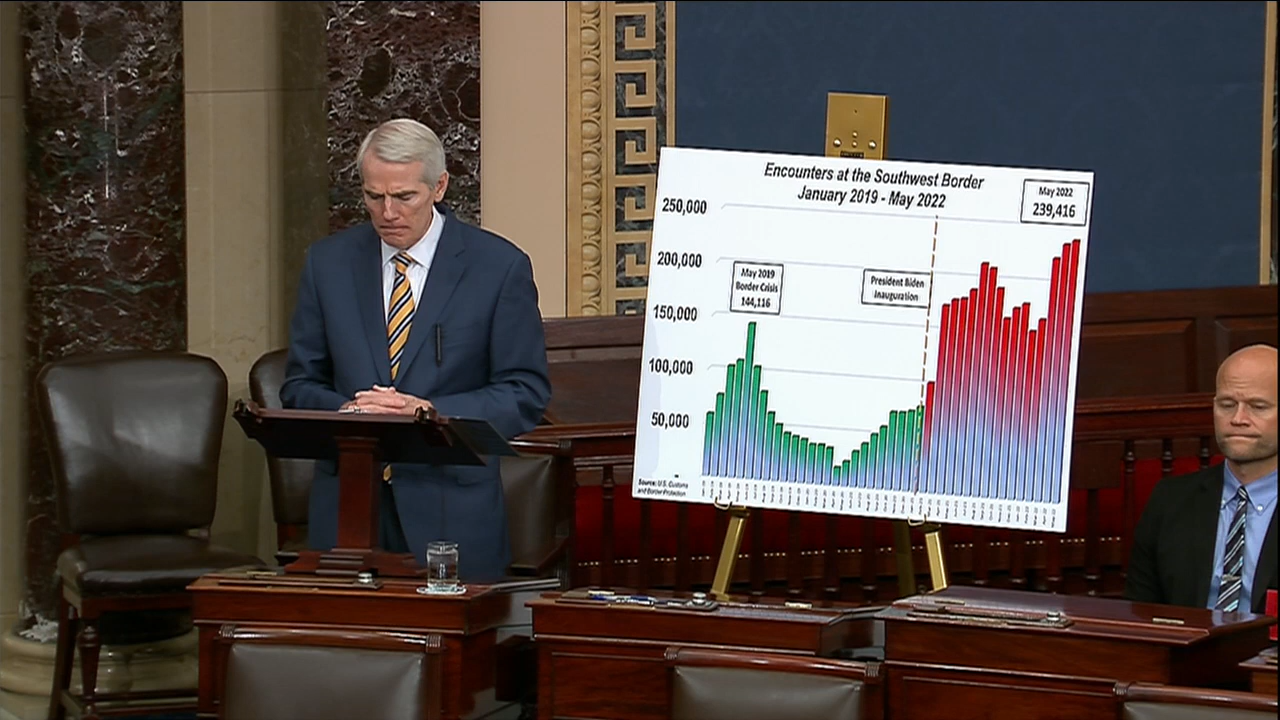 Encounters at the Southwest Border
January 2019 - May 2022
May 2022
239,416
250,000
200,000
150,000
100,000
50,000
May 2019
Border Crisis
144,116
President Biden
Inauguration
Source: U.S. Customs
and Border Protection